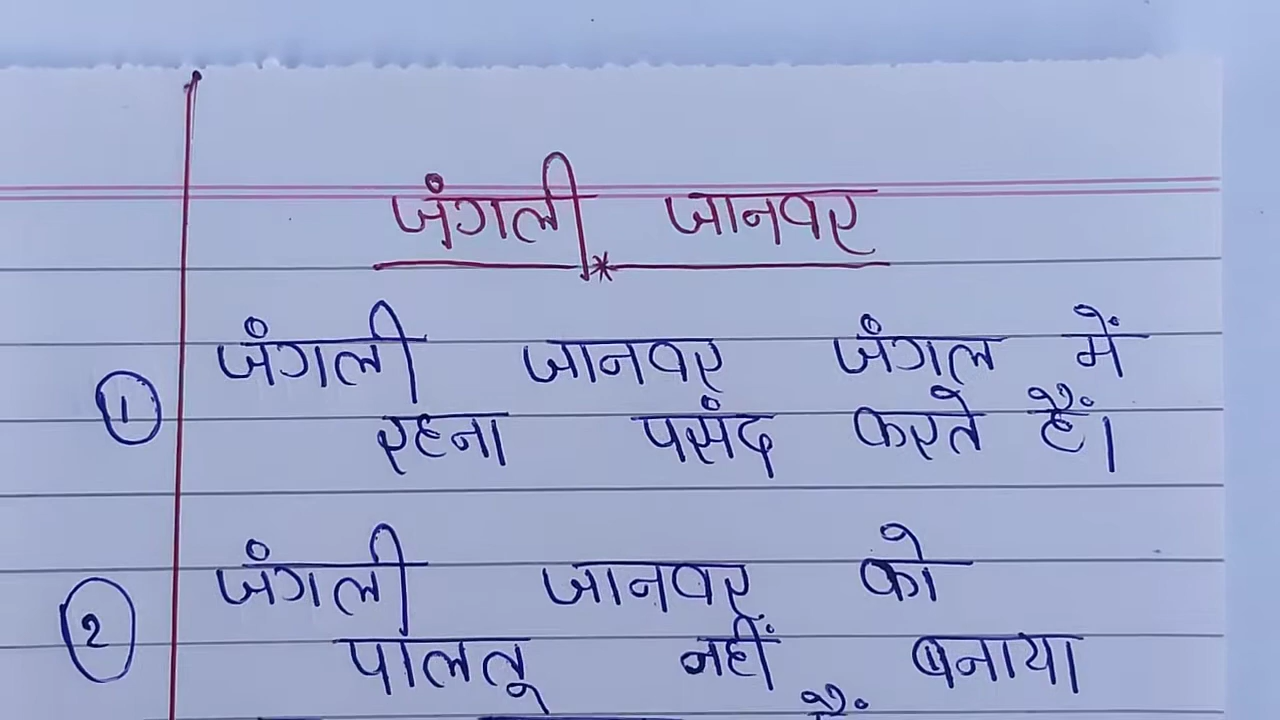 जंगली जानवर
① जंगली जानवर जंगल में
रहना पसंद करते हैं।
② जंगली जानवर को
पालतू नहीं बनाया